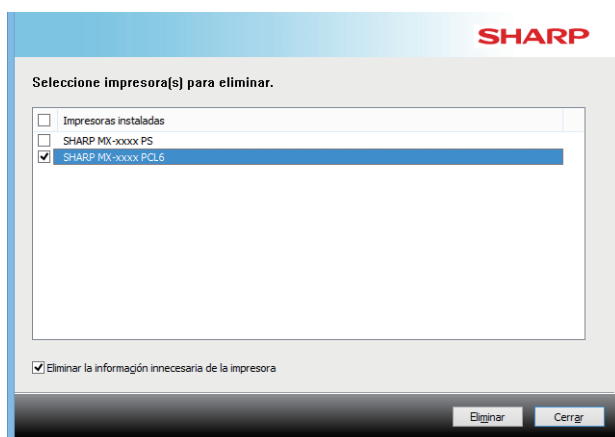 SHARP
Seleccione impresora(s) para eliminar.
Impresoras instaladas
SHARP MX-xxxx PS
SHARP MX-xxxx PCL6
Eliminar la información innecesaria de la impresora
Eliminar Cerrar